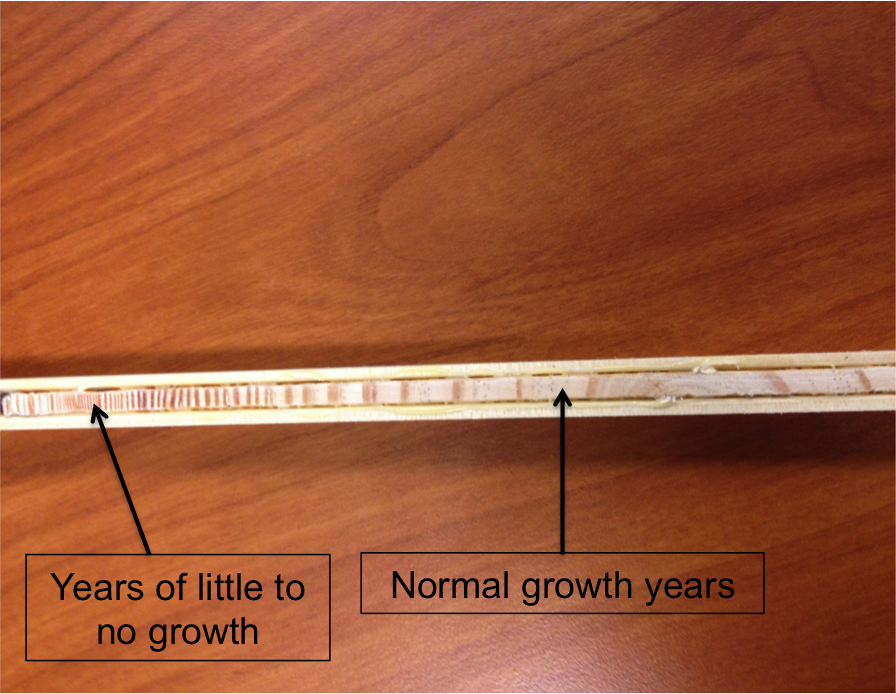 Years of little to
no growth
Normal growth years